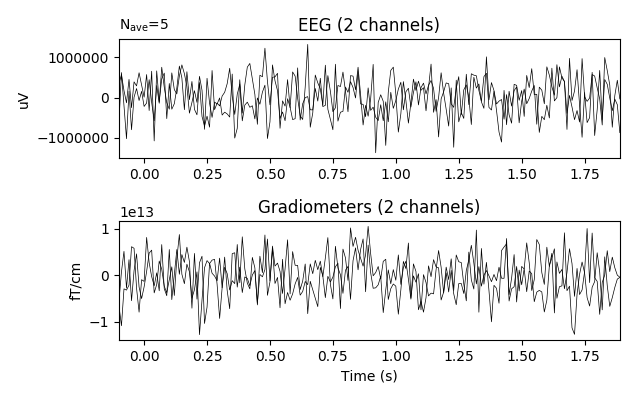 Nave=5
EEG (2 channels)
uV
1000000
0
−1000000
0.00 0.25 0.50 0.75 1.00 1.25 1.50 1.75
1e13
Gradiometers (2 channels)
fT/cm
1
0
−1
0.00 0.25 0.50 0.75 1.00 1.25 1.50 1.75
Time (s)